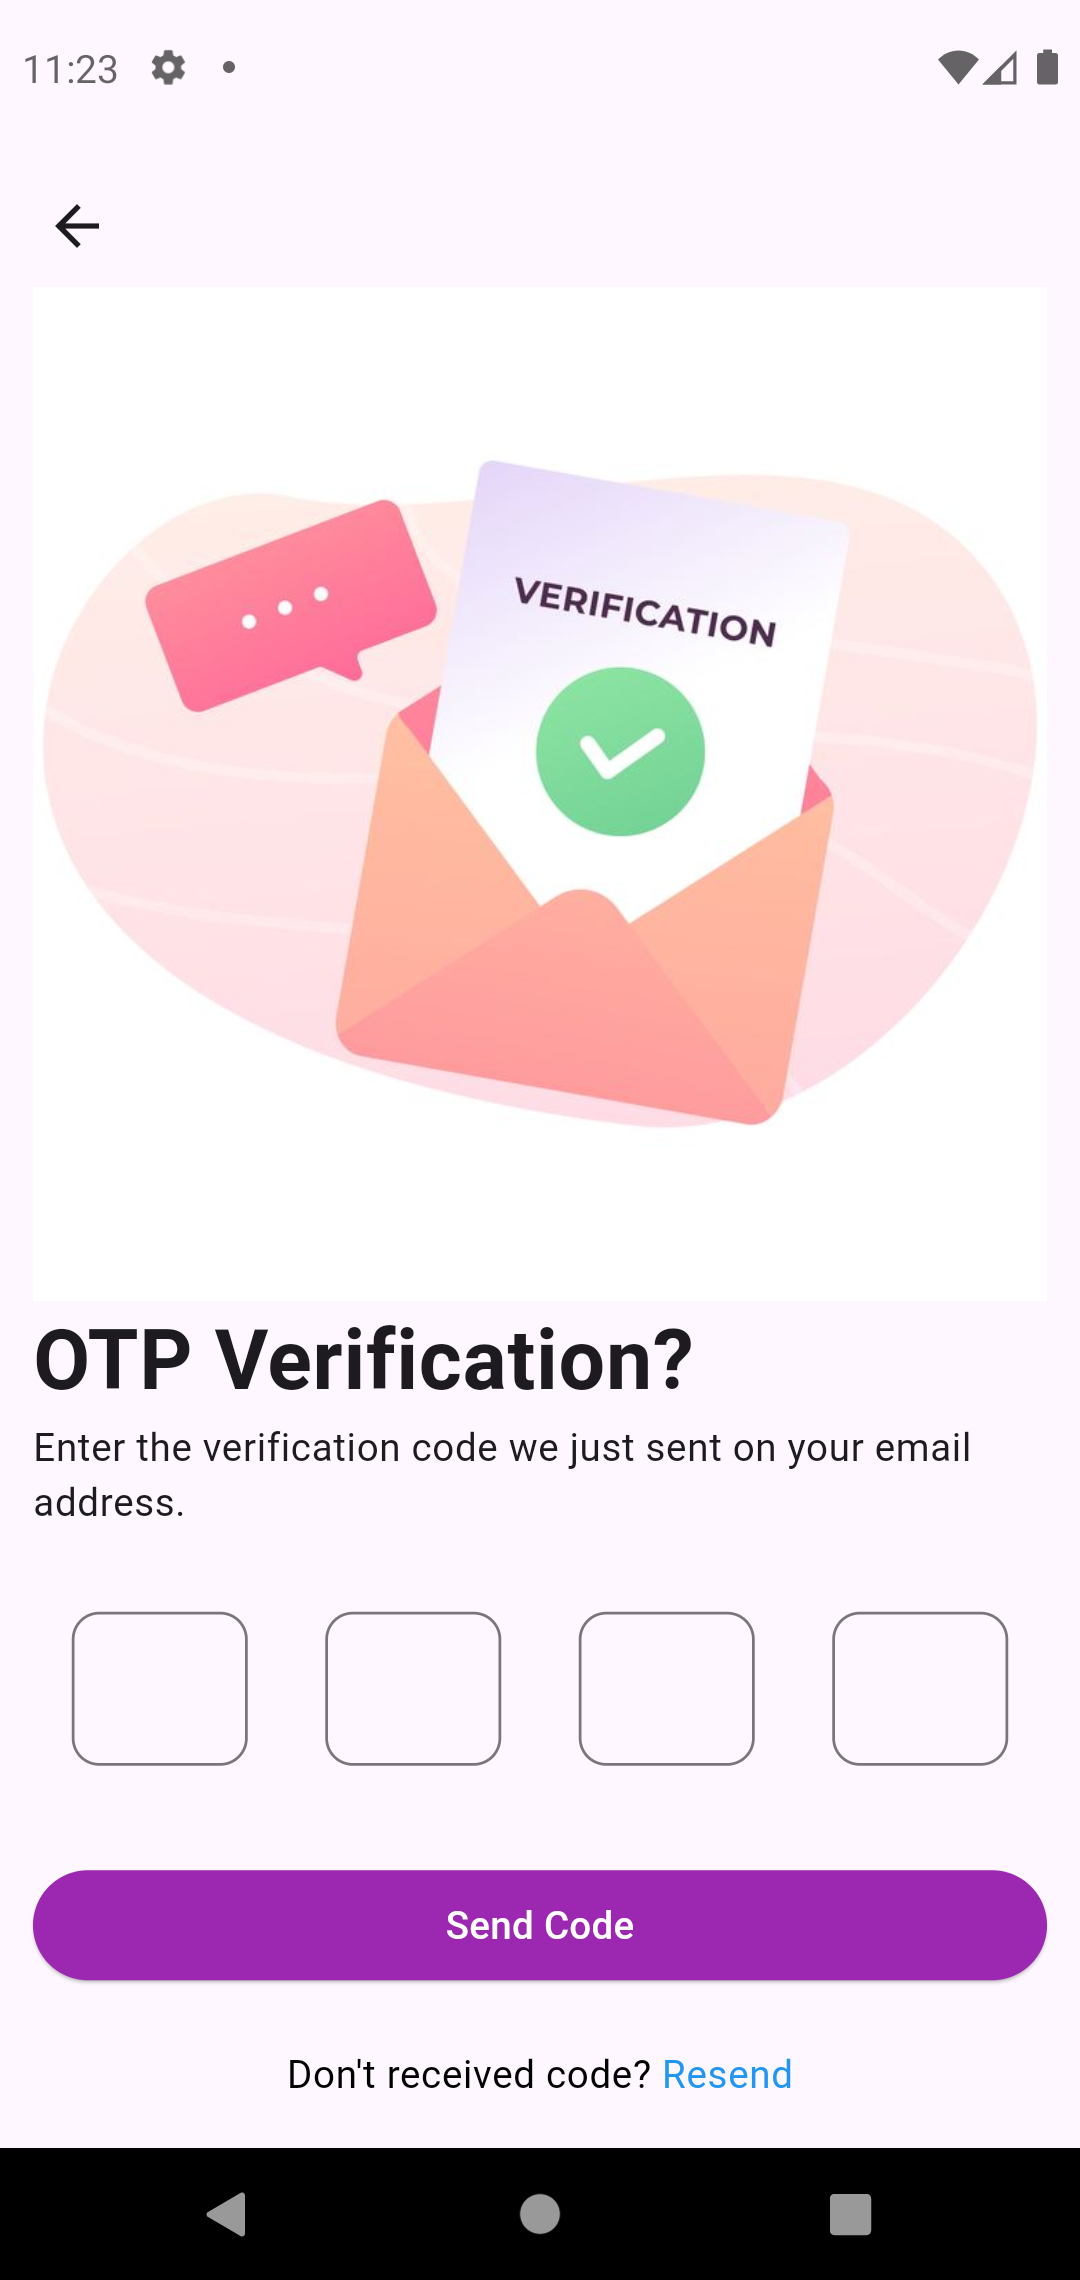 11:23
VERIFICATION
OTP Verification?
Enter the verification code we just sent on your email
address.
Send Code
Don't received code? Resend